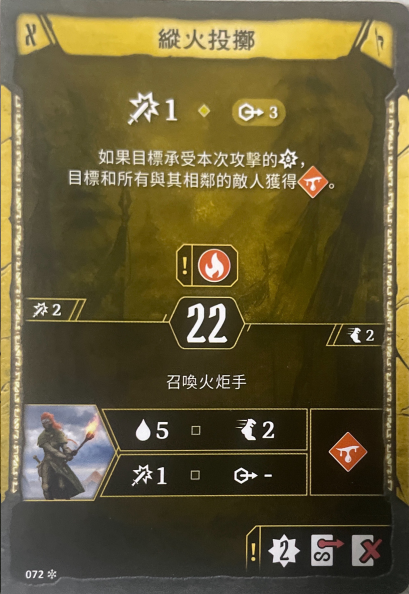 縱火投擲
1 3
如果目標承受本次攻擊的 ,
目標和所有與其相鄰的敵人獲得 。
!
2
22
2
召喚火炬手
5 2
1 -
! 2
072